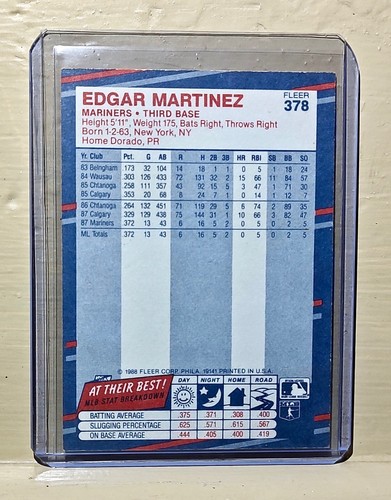 EDGAR MARTINEZ
FLEER
378
MARINERS • THIRD BASE
Height 5'11", Weight 175, Bats Right, Throws Right
Born 1-2-63, New York, NY
Home Dorado, PR
Yr. Club Pct. G AB R H 2B 3B HR RBI SB BB SO
83 Belingham 173 32 104 14 18 1 1 0 5 1 18 24
84 Wausau 303 126 433 72 131 32 2 15 66 11 84 57
85 Chtanoga 258 111 357 43 92 15 5 3 47 1 71 30
85 Calgary 353 20 68 8 24 7 1 0 14 1 12 7
86 Chtanoga 264 132 451 71 119 29 5 6 74 2 89 35
87 Calgary 329 129 438 75 144 31 1 10 66 3 82 47
87 Mariners 372 13 43 6 16 5 2 0 5 0 2 5
ML Totals 372 13 43 6 16 5 2 0 5 0 2 5
© 1988 FLEER CORP. PHILA. 19141 PRINTED IN U.S.A.
AT THEIR BEST!
MLB STAT BREAKDOWN
DAY NIGHT HOME ROAD
BATTING AVERAGE .375 .371 .308 .400
SLUGGING PERCENTAGE .625 .571 .615 .567
ON BASE AVERAGE .444 .405 .400 .419